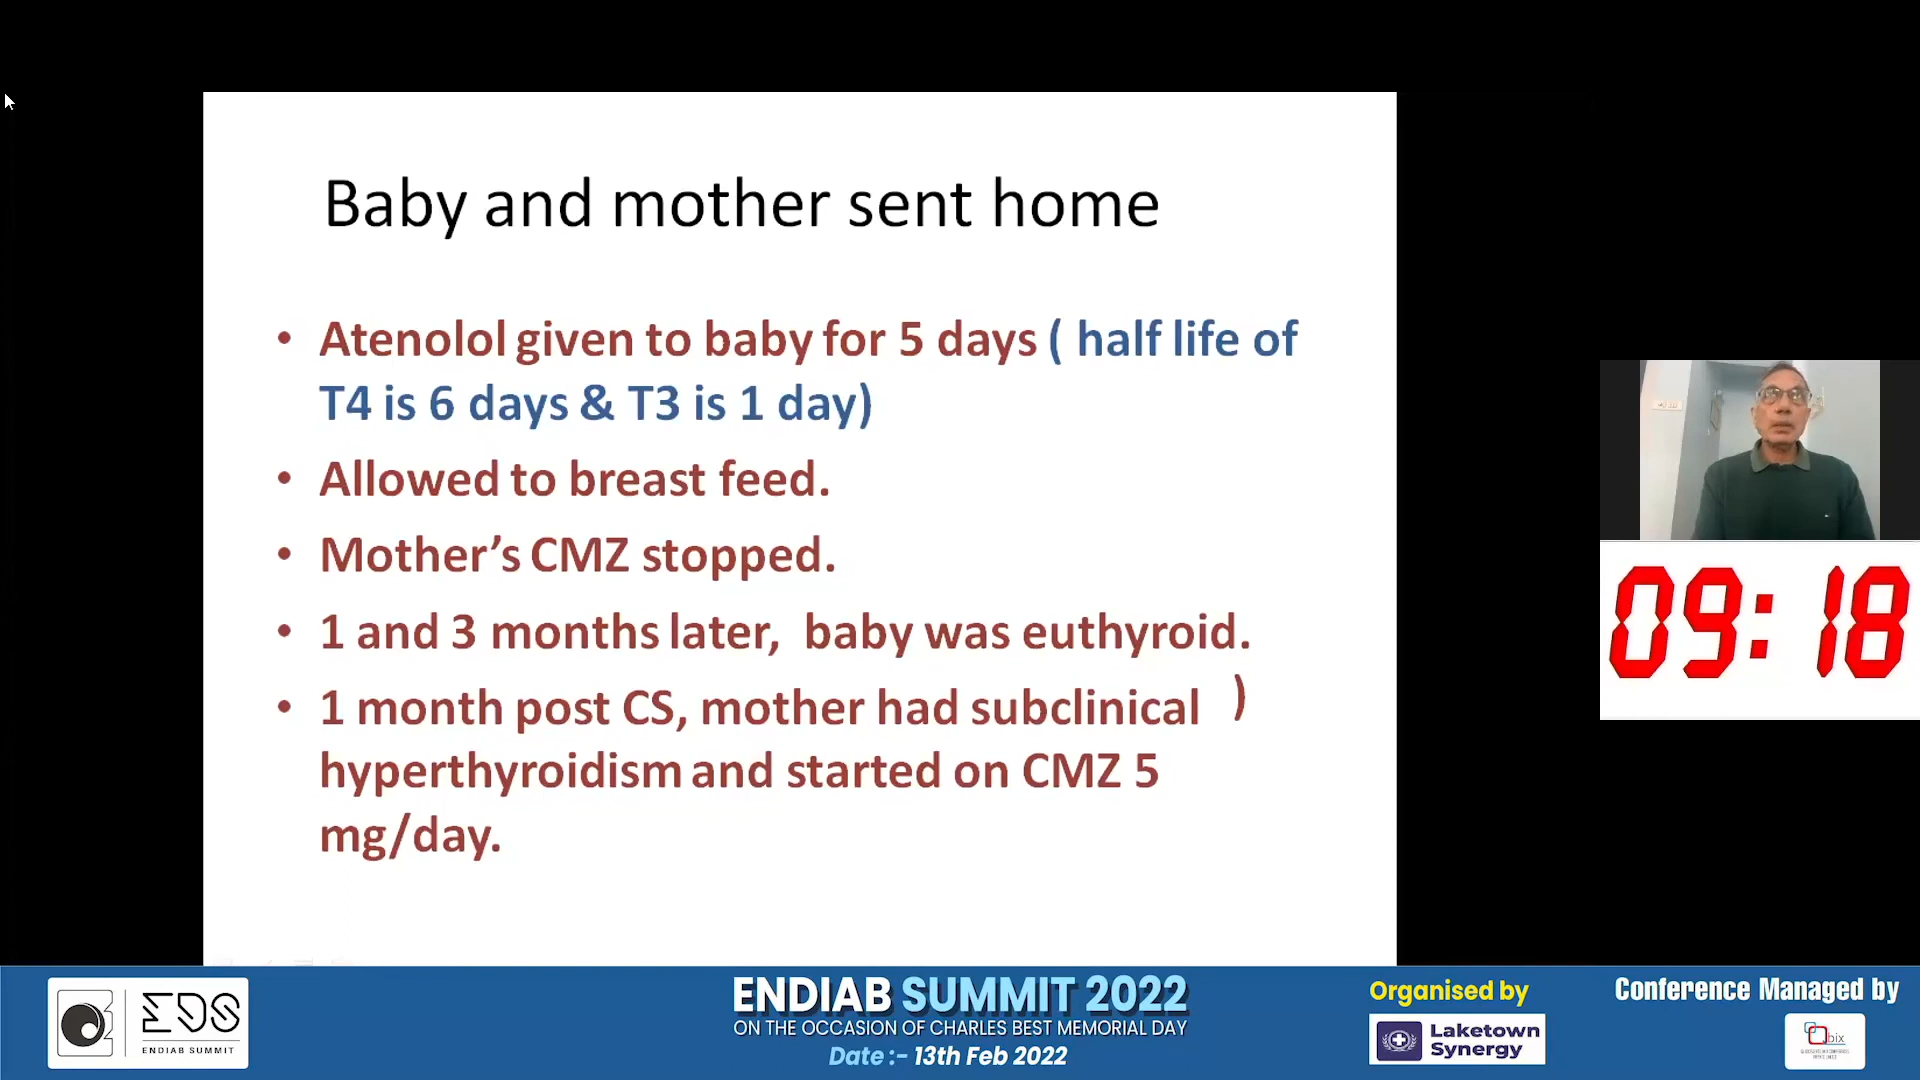 Baby and mother sent home
• Atenolol given to baby for 5 days ( half life of
T4 is 6 days & T3 is 1 day)
• Allowed to breast feed.
• Mother’s CMZ stopped.
• 1 and 3 months later, baby was euthyroid.
• 1 month post CS, mother had subclinical )
hyperthyroidism and started on CMZ 5
mg/day.
09:18
EDS
ENDIAB SUMMIT
ENDIAB SUMMIT 2022
ON THE OCCASION OF CHARLES BEST MEMORIAL DAY
Date :- 13th Feb 2022
Organised by
Laketown
Synergy
Conference Managed by